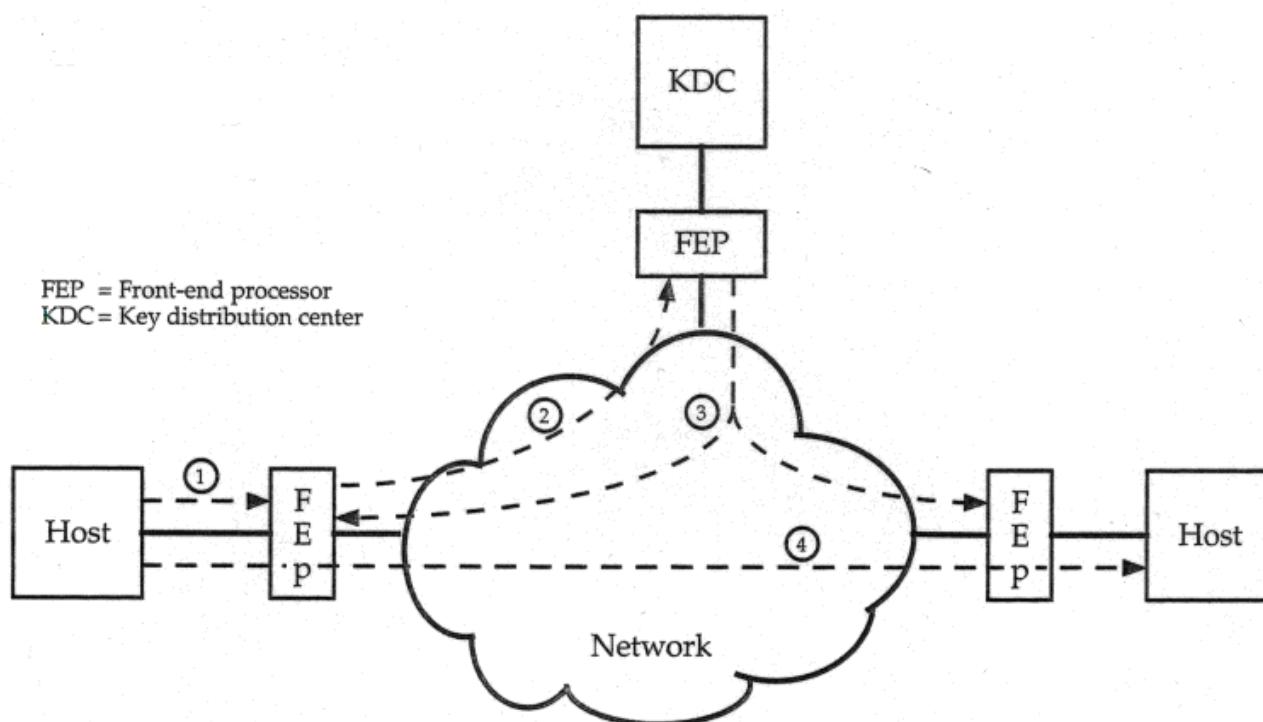 KDC
FEP
FEP = Front-end processor
KDC = Key distribution center
2
3
1
Host
F
E
p
F
E
p
Host
4
Network